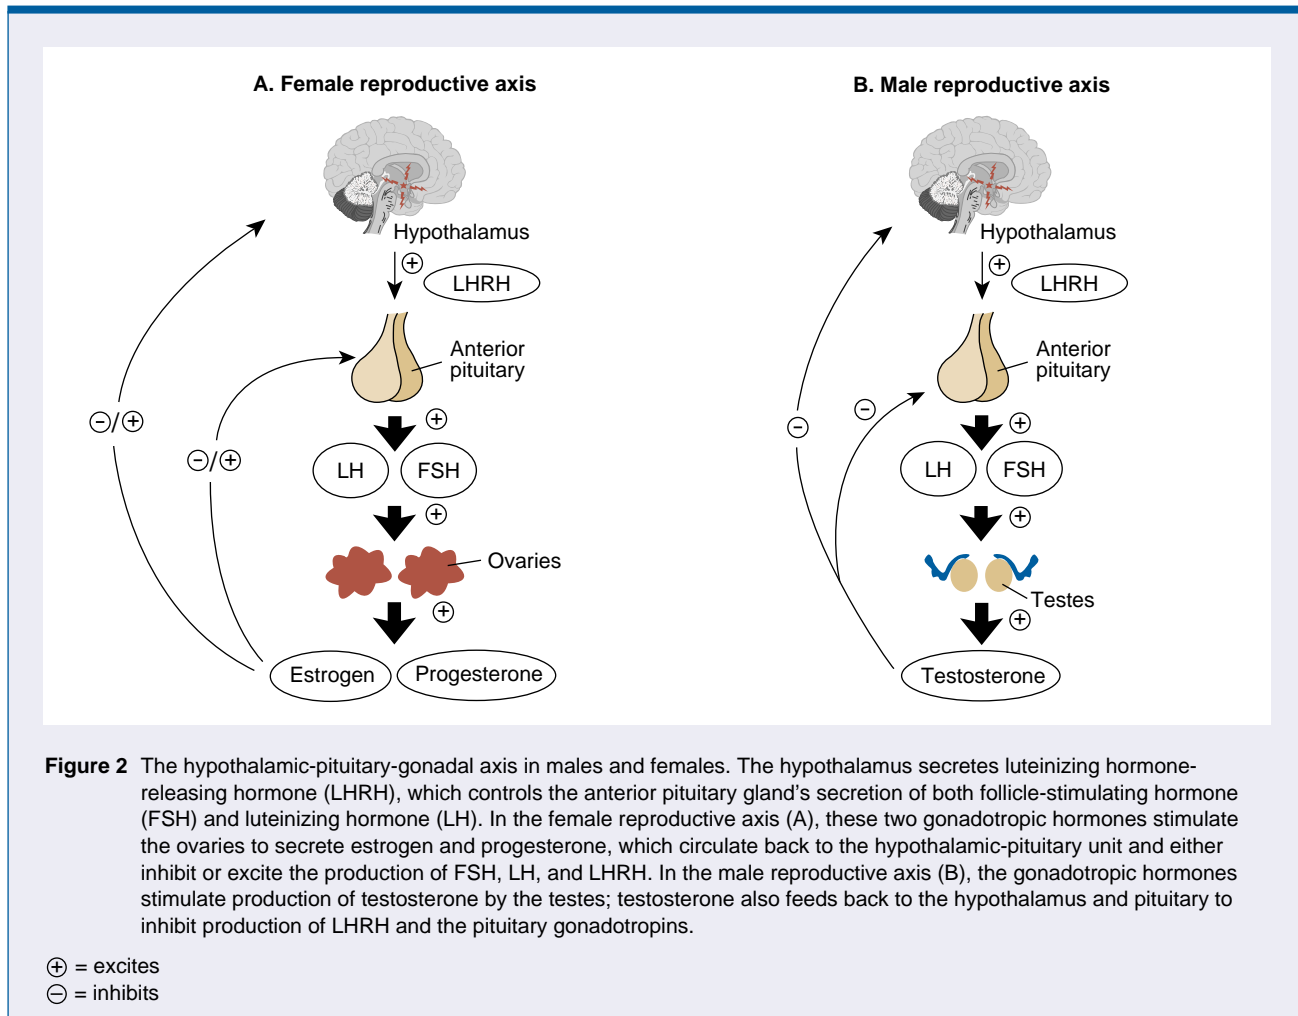 A. Female reproductive axis
Hypothalamus
⊕
LHRH
Anterior
pituitary
⊖/⊕
⊖/⊕
⊕
LH
FSH
⊕
Ovaries
⊕
Estrogen
Progesterone
B. Male reproductive axis
Hypothalamus
⊕
LHRH
Anterior
pituitary
⊖
⊖
⊕
LH
FSH
⊕
Testes
⊕
Testosterone
Figure 2 The hypothalamic-pituitary-gonadal axis in males and females. The hypothalamus secretes luteinizing hormone-
releasing hormone (LHRH), which controls the anterior pituitary gland's secretion of both follicle-stimulating hormone
(FSH) and luteinizing hormone (LH). In the female reproductive axis (A), these two gonadotropic hormones stimulate
the ovaries to secrete estrogen and progesterone, which circulate back to the hypothalamic-pituitary unit and either
inhibit or excite the production of FSH, LH, and LHRH. In the male reproductive axis (B), the gonadotropic hormones
stimulate production of testosterone by the testes; testosterone also feeds back to the hypothalamus and pituitary to
inhibit production of LHRH and the pituitary gonadotropins.
⊕ = excites
⊖ = inhibits